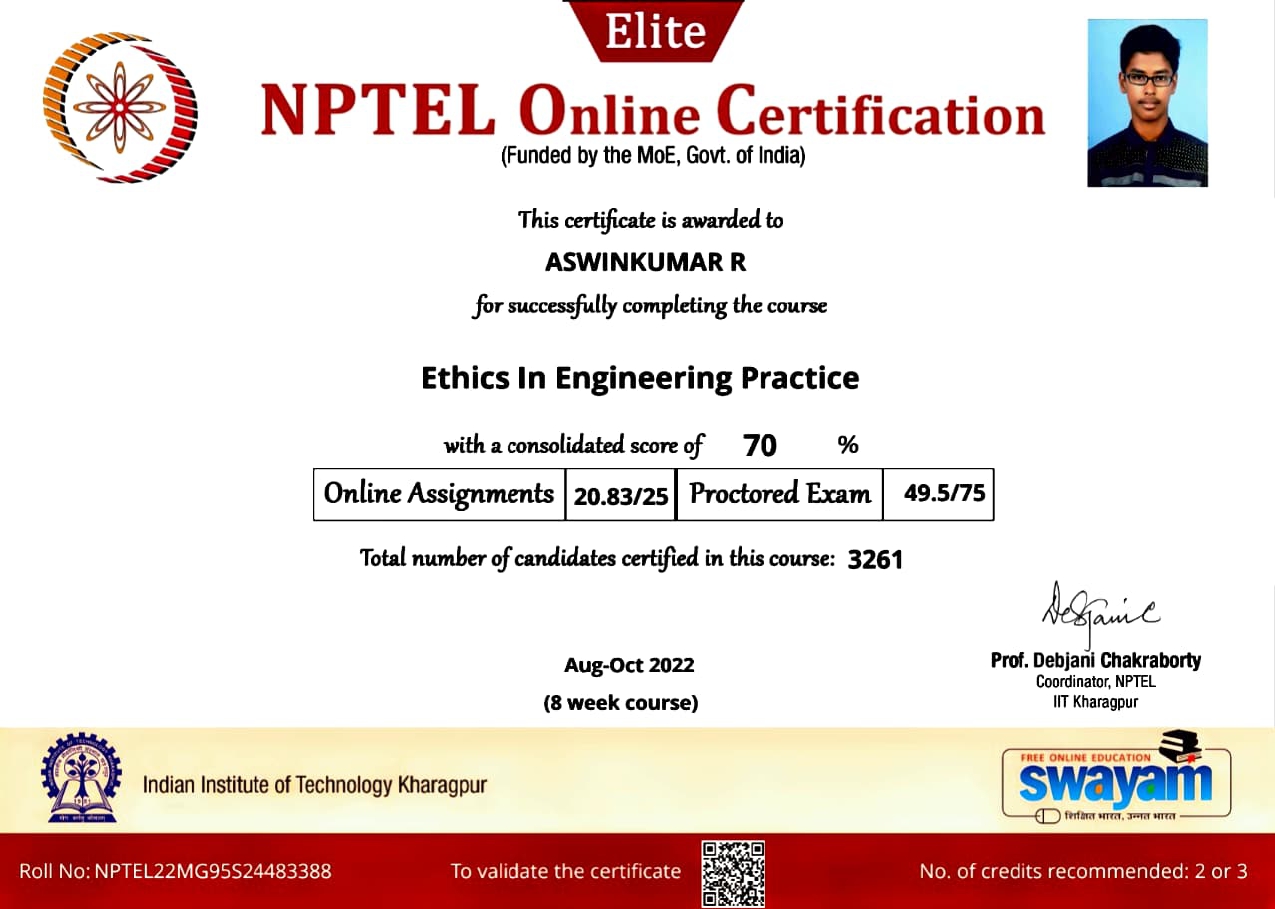 Elite
NPTEL Online Certification
(Funded by the MoE, Govt. of India)
This certificate is awarded to
ASWINKUMAR R
for successfully completing the course
Ethics In Engineering Practice
with a consolidated score of 70 %
Online Assignments 20.83/25 Proctored Exam 49.5/75
Total number of candidates certified in this course: 3261
Aug-Oct 2022
(8 week course)
Prof. Debjani Chakraborty
Coordinator, NPTEL
IIT Kharagpur
Indian Institute of Technology Kharagpur
FREE ONLINE EDUCATION
swayam
शिक्षित भारत, उन्नत भारत
Roll No: NPTEL22MG95S24483388
To validate the certificate
No. of credits recommended: 2 or 3